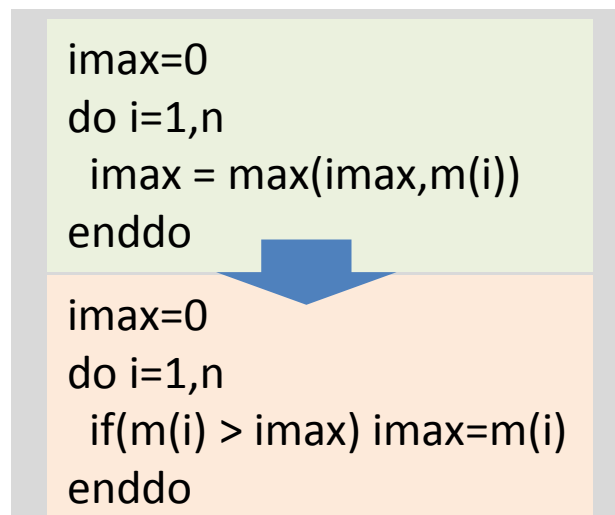 imax=0
do i=1,n
imax = max(imax,m(i))
enddo
imax=0
do i=1,n
if(m(i) > imax) imax=m(i)
enddo